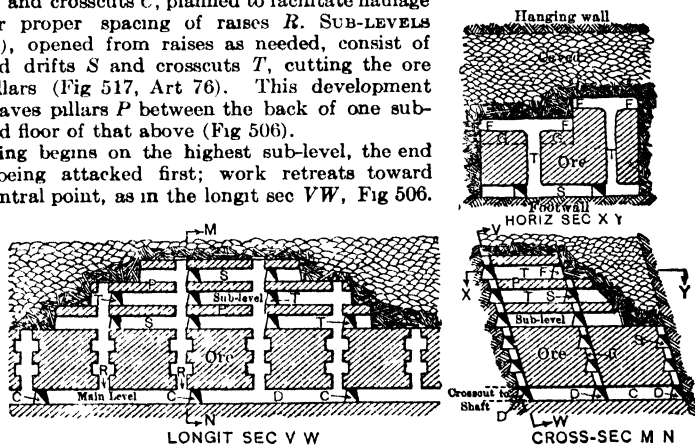 and crosscuts C, planned to facilitate haulage
r proper spacing of raises R. SUB-LEVELS
), opened from raises as needed, consist of
d drifts S and crosscuts T, cutting the ore
llars (Fig 517, Art 76). This development
aves pillars P between the back of one sub-
d floor of that above (Fig 506).
ing begins on the highest sub-level, the end
being attacked first; work retreats toward
ntral point, as in the longit sec VW, Fig 506.
Hanging wall
Caved
F F
F
T Ore T
S
Footwall
HORIZ SEC X Y
M
S
P
T Sub-level T
P
S T
Ore
R R
C Main Level C D C
N
LONGIT SEC V W
V
T F
X Y
T S
Sub-level
S
Ore
Crosscut to
Shaft
D C D
D
W
CROSS-SEC M N